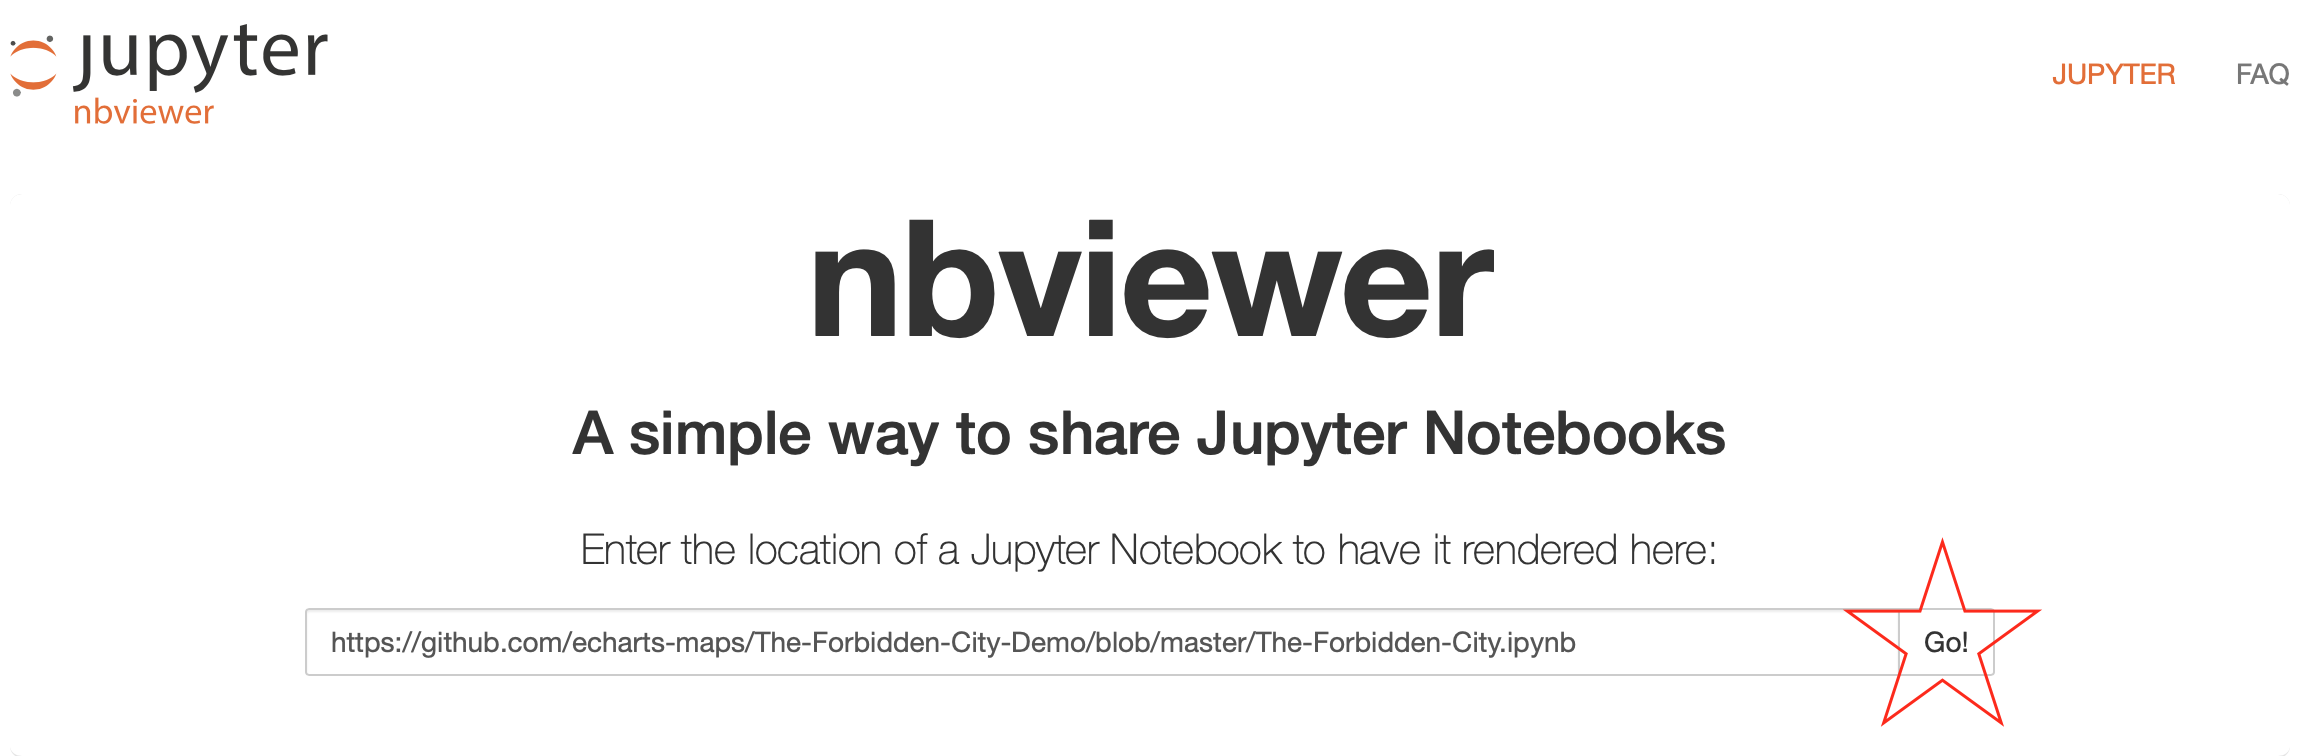 jupyter
nbviewer
JUPYTER FAQ
nbviewer
A simple way to share Jupyter Notebooks
Enter the location of a Jupyter Notebook to have it rendered here:
https://github.com/echarts-maps/The-Forbidden-City-Demo/blob/master/The-Forbidden-City.ipynb Go!